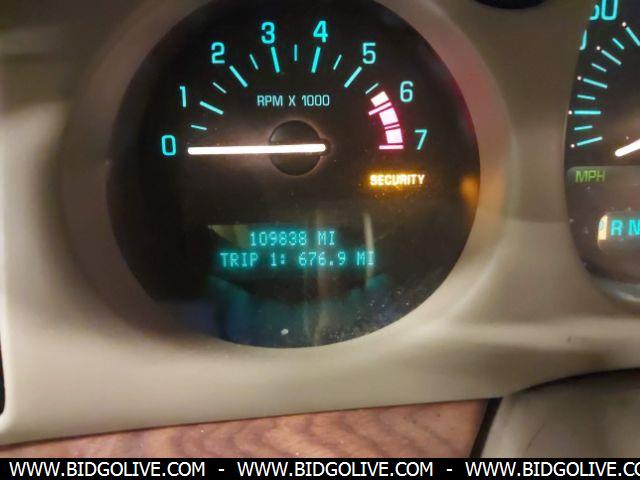 0 1 2 3 4 5 6 7
RPM X 1000
SECURITY
MPH
109838 MI
TRIP 1: 676.9 MI
R N
WWW.BIDGOLIVE.COM - WWW.BIDGOLIVE.COM - WWW.BIDGOLIVE.CO